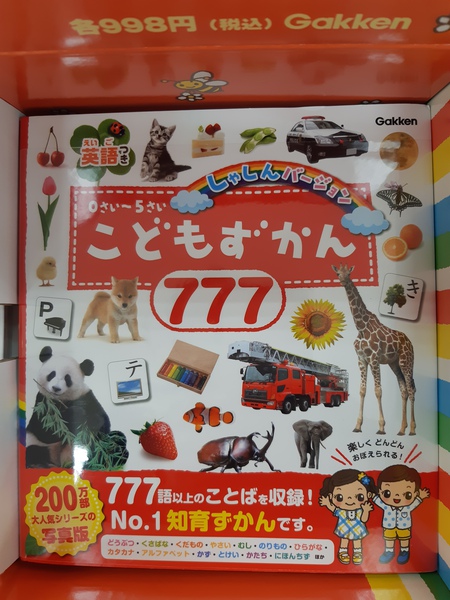 各998円（税込）Gakken
Gakken
えいご
英語つき
しゃしんバージョン
0さい〜5さい
こどもずかん
777
P
き
テ
楽しく どんどん
おぼえられる!
200万部
大人気シリーズの
写真版
777語以上のことばを収録!
No.1知育ずかんです。
どうぶつ・くさばな・くだもの・やさい・むし・のりもの・ひらがな・
カタカナ・アルファベット・かず・とけい・かたち・にほんちず ほか